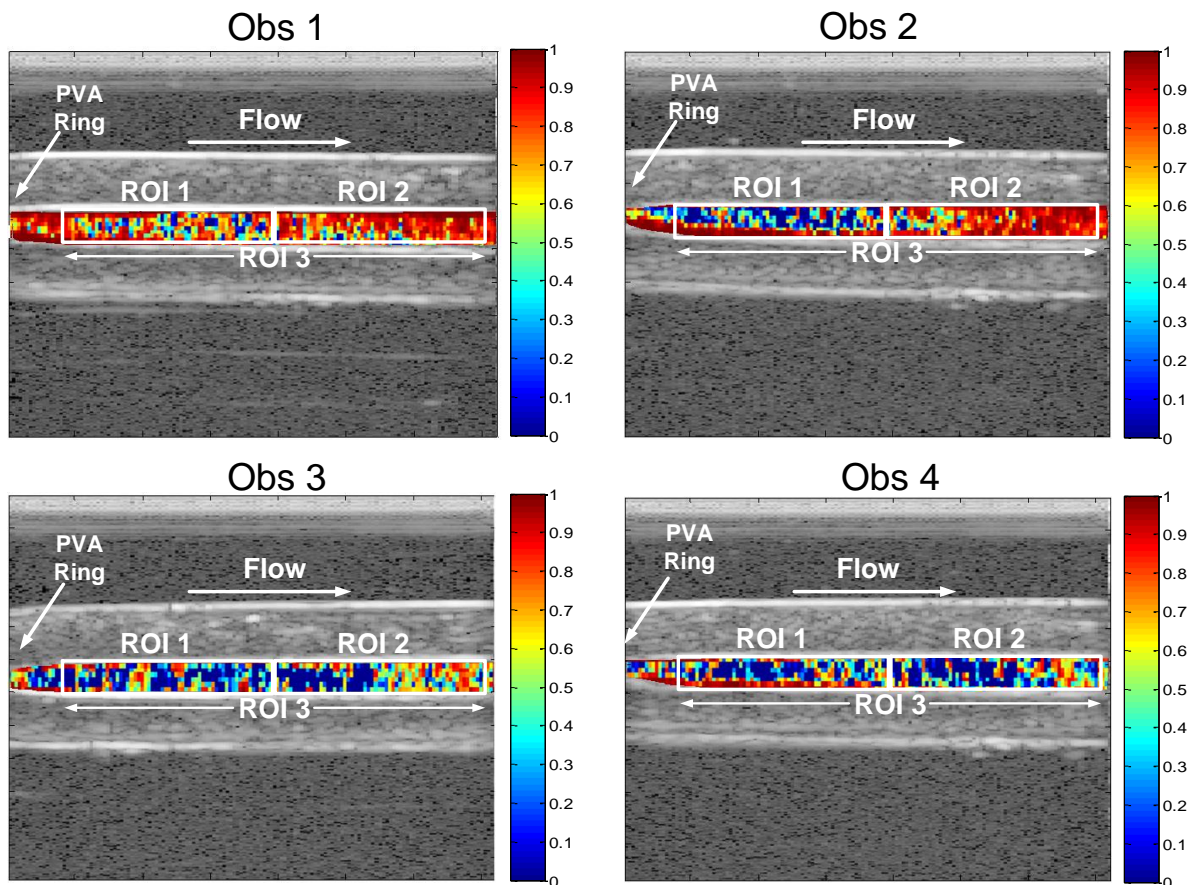 Obs 1
PVA
Ring
Flow
ROI 1 ROI 2
ROI 3
1
0.9
0.8
0.7
0.6
0.5
0.4
0.3
0.2
0.1
0
Obs 2
PVA
Ring
Flow
ROI 1 ROI 2
ROI 3
1
0.9
0.8
0.7
0.6
0.5
0.4
0.3
0.2
0.1
0
Obs 3
PVA
Ring
Flow
ROI 1 ROI 2
ROI 3
1
0.9
0.8
0.7
0.6
0.5
0.4
0.3
0.2
0.1
0
Obs 4
PVA
Ring
Flow
ROI 1 ROI 2
ROI 3
1
0.9
0.8
0.7
0.6
0.5
0.4
0.3
0.2
0.1
0